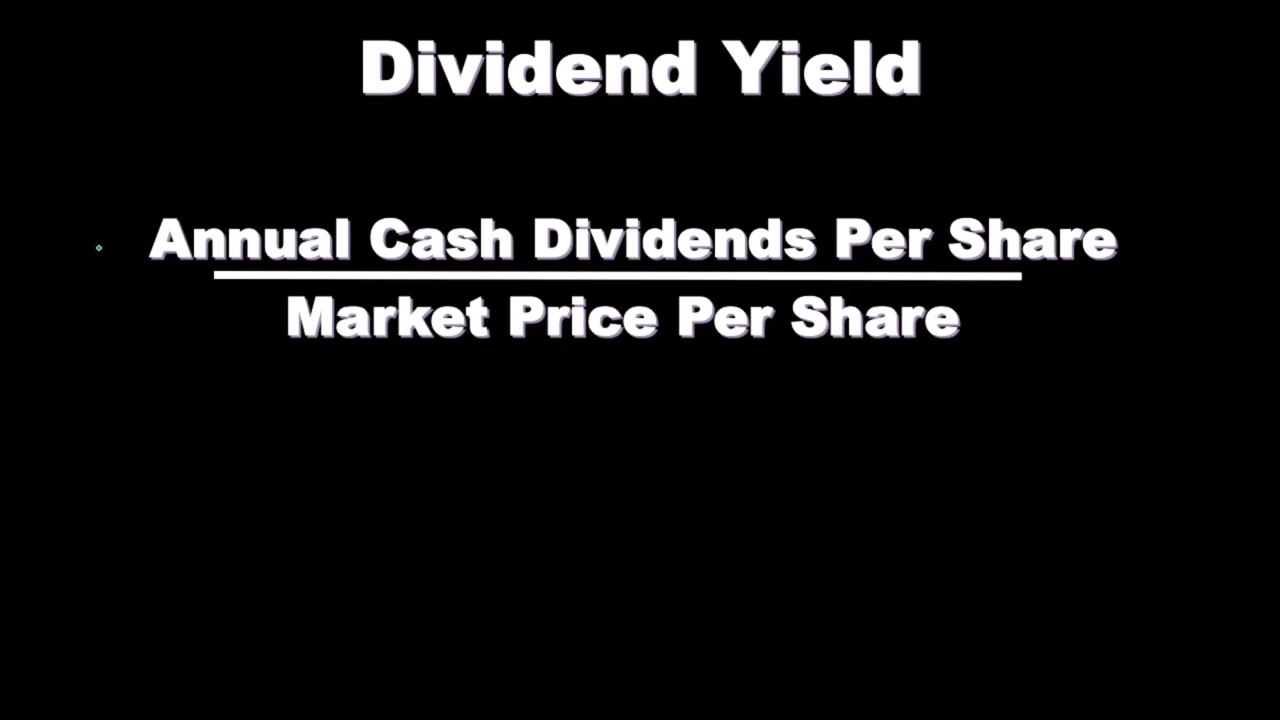 Dividend Yield
Annual Cash Dividends Per Share
Market Price Per Share